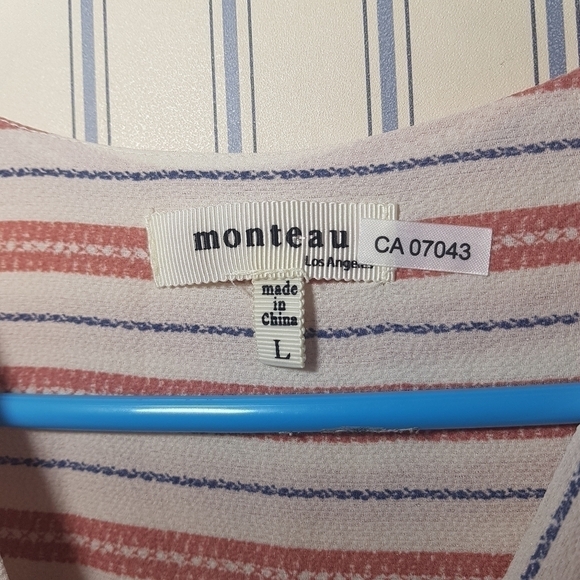 monteau
Los Angeles
CA 07043
made
in
China
L